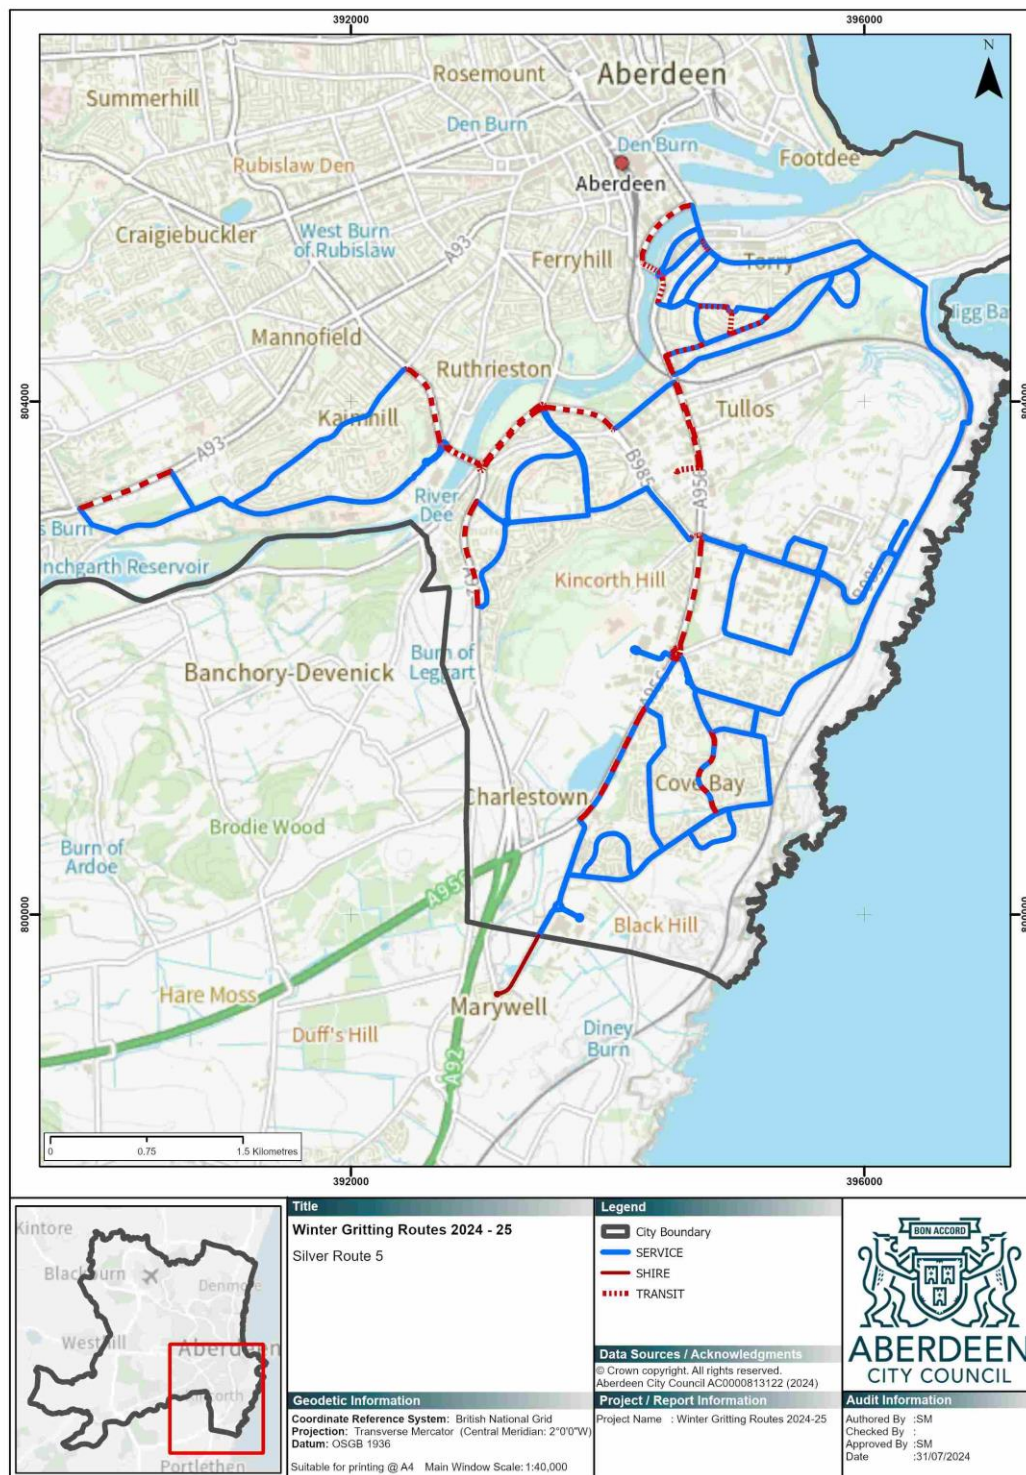 392000
396000
N
Aberdeen
Rosemount
Summerhill
Den Burn
Den Burn
Footdee
Rubislaw Den
Aberdeen
West Burn
of Rubislaw
Craigiebuckler
A93
Ferryhill
Torry
Nigg Ba
Mannofield
Ruthrieston
804000
804000
Kaimhill
Tullos
A93
B985
A956
River
Dee
s Burn
nchgarth Reservoir
Kincorth Hill
A92
Burn of
Leggart
Banchory-Devenick
A956
Cove Bay
Charlestown
Brodie Wood
Burn of
Ardoe
A956
800000
800000
Black Hill
Hare Moss
Marywell
Duff's Hill
Diney
Burn
A92
0 0.75 1.5 Kilometres
392000
396000
Kintore
Blackburn
Denmore
Westhill
Aberdeen
Portlethen
Title
Winter Gritting Routes 2024 - 25
Silver Route 5
Geodetic Information
Coordinate Reference System: British National Grid
Projection: Transverse Mercator (Central Meridian: 2°0'0"W)
Datum: OSGB 1936
Suitable for printing @ A4 Main Window Scale: 1:40,000
Legend
City Boundary
SERVICE
SHIRE
TRANSIT
Data Sources / Acknowledgments
© Crown copyright. All rights reserved.
Aberdeen City Council AC0000813122 (2024)
Project / Report Information
Project Name : Winter Gritting Routes 2024-25
BON ACCORD
ABERDEEN
CITY COUNCIL
Audit Information
Authored By :SM
Checked By :
Approved By :SM
Date :31/07/2024